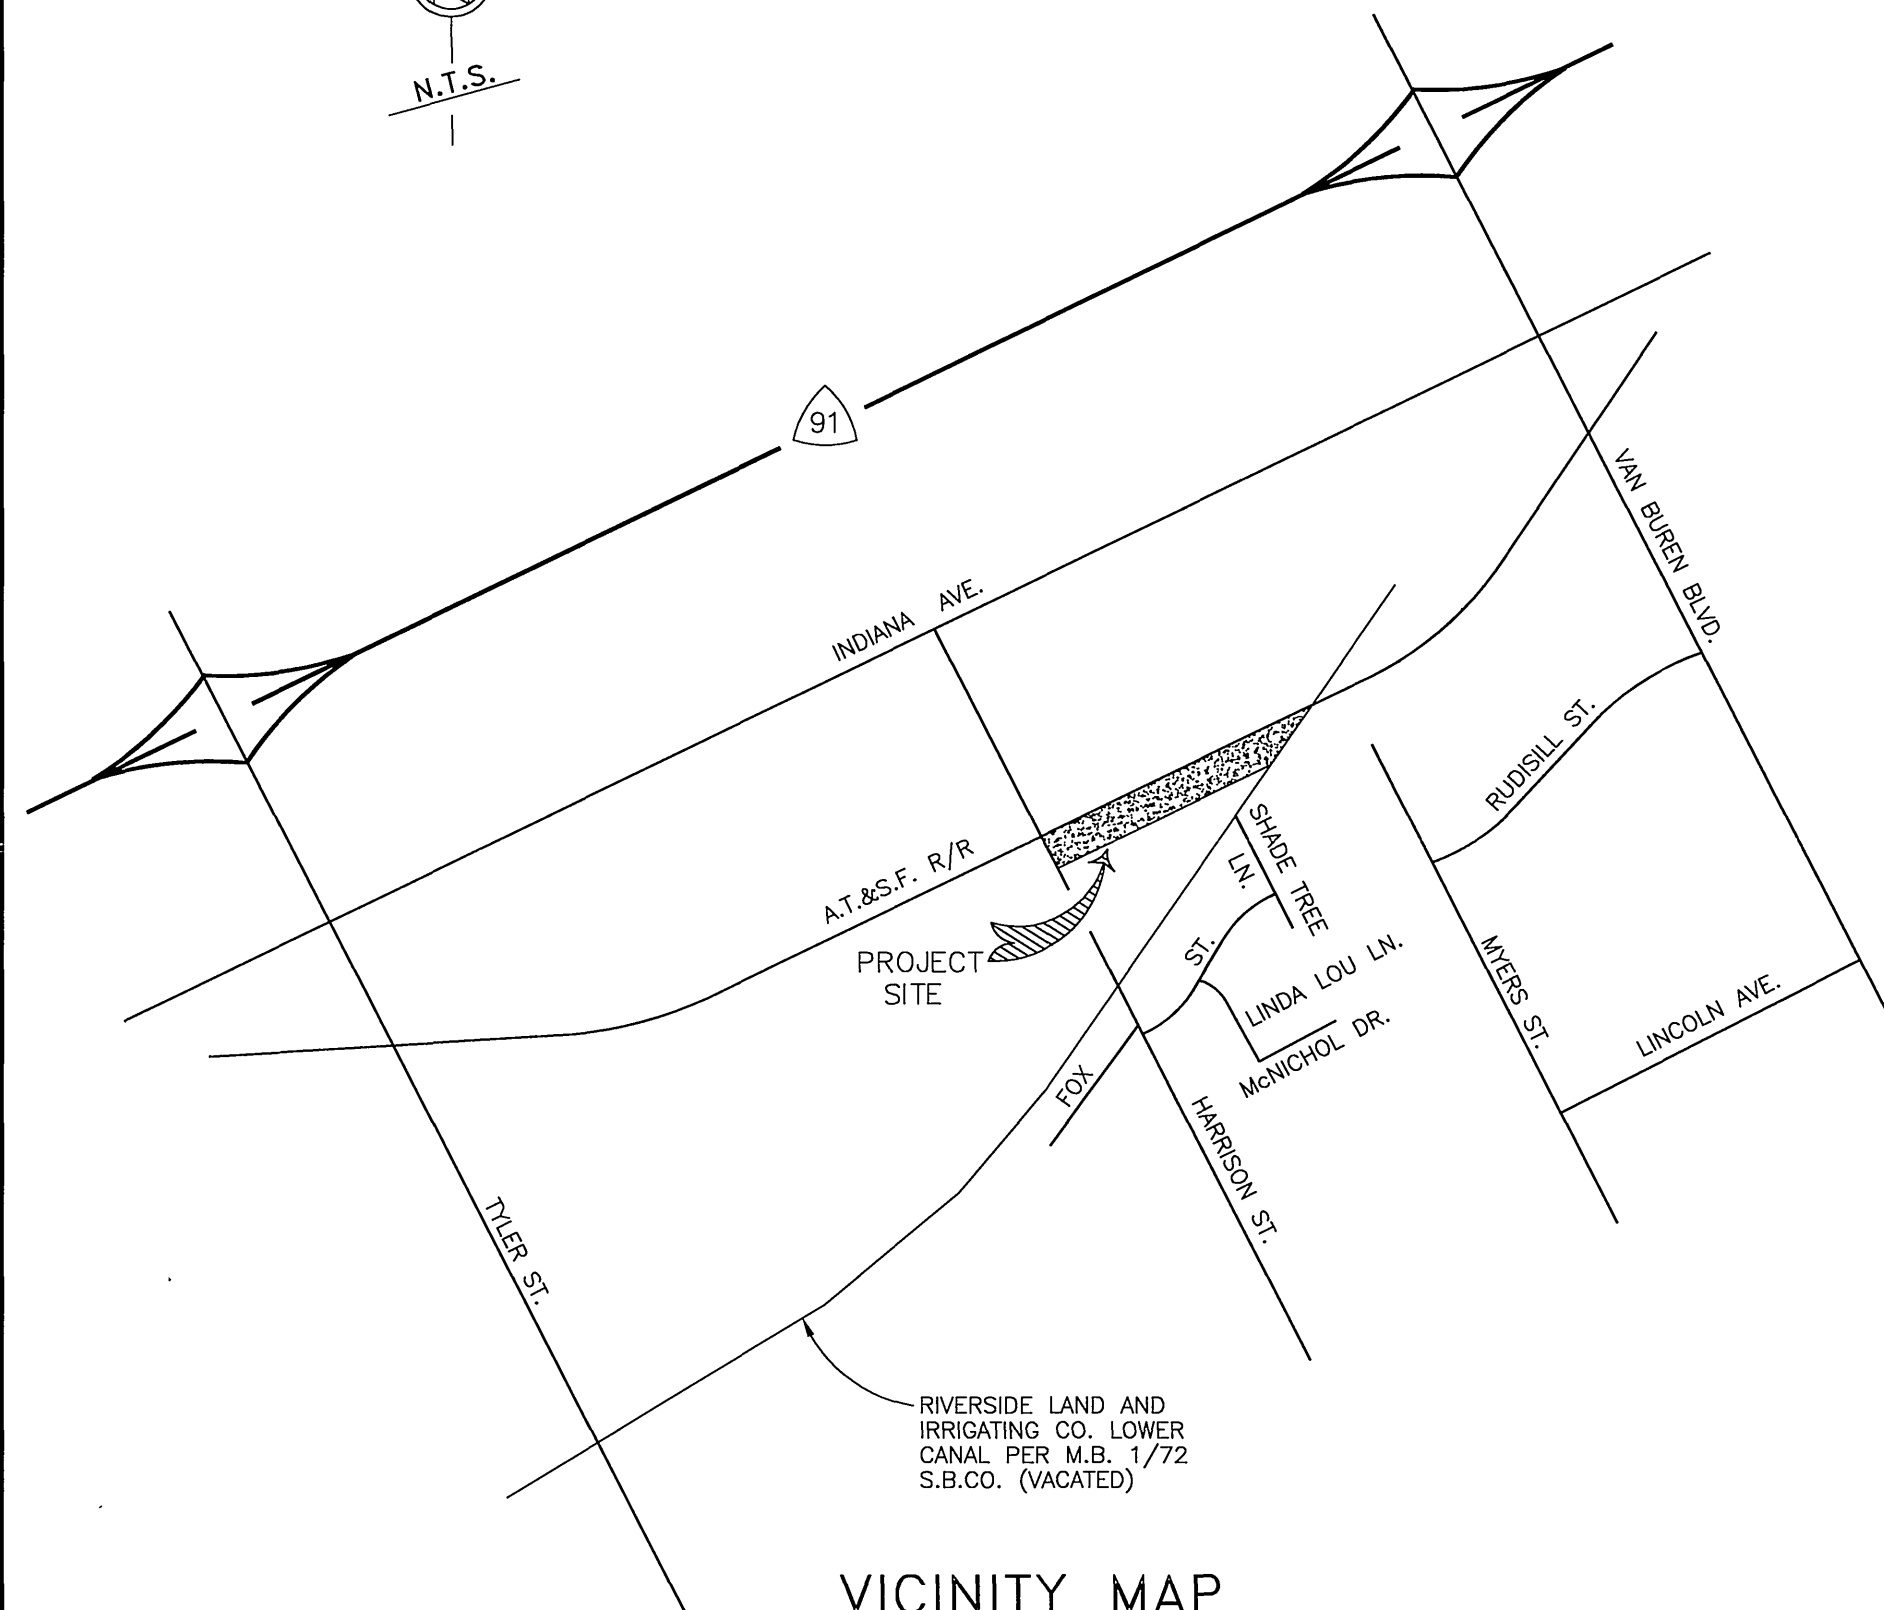 N.T.S.
91
VAN BUREN BLVD.
INDIANA AVE.
RUDISILL ST.
A.T.&S.F. R/R
SHADE TREE
LN.
PROJECT
SITE
ST.
LINDA LOU LN.
McNICHOL DR.
MYERS ST.
LINCOLN AVE.
FOX
HARRISON ST.
TYLER ST.
RIVERSIDE LAND AND
IRRIGATING CO. LOWER
CANAL PER M.B. 1/72
S.B.CO. (VACATED)
VICINITY MAP